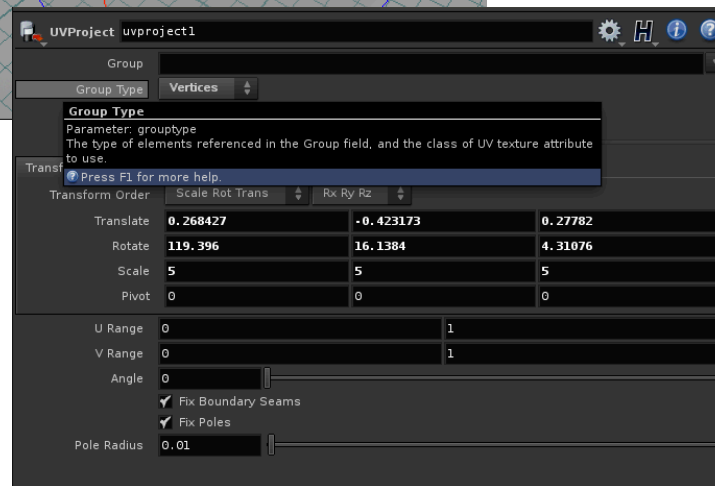 UVProject uvproject1
Group
Group Type Vertices
Group Type
Parameter: grouptype
The type of elements referenced in the Group field, and the class of UV texture attribute
to use.
Press F1 for more help.
Transf
Transform Order Scale Rot Trans Rx Ry Rz
Translate 0.268427 -0.423173 0.27782
Rotate 119.396 16.1384 4.31076
Scale 5 5 5
Pivot 0 0 0
U Range 0 1
V Range 0 1
Angle 0
Fix Boundary Seams
Fix Poles
Pole Radius 0.01